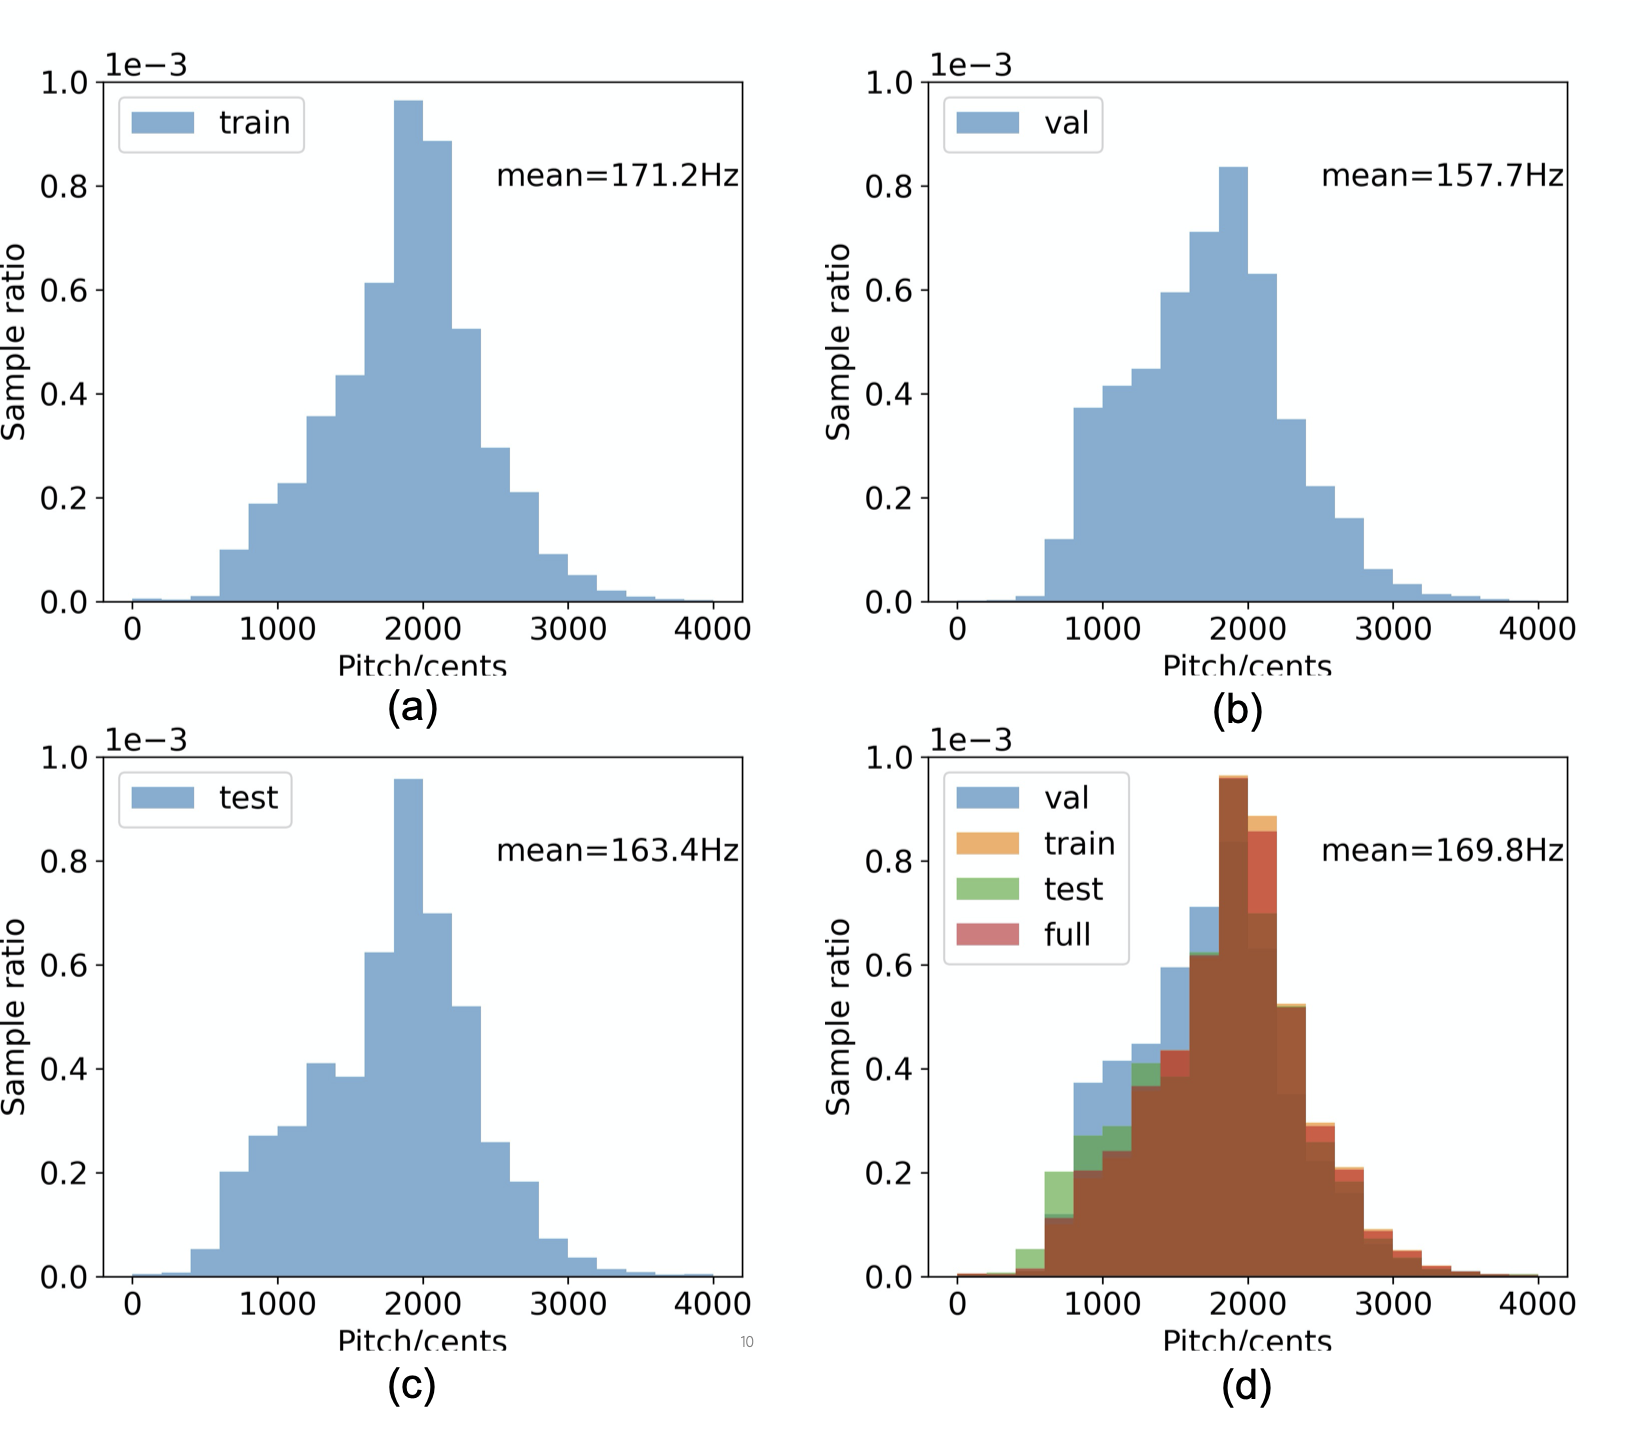 1e−3
1.0
0.8
0.6
0.4
0.2
0.0
Sample ratio
train
mean=171.2Hz
0 1000 2000 3000 4000
Pitch/cents
(a)
1e−3
1.0
0.8
0.6
0.4
0.2
0.0
Sample ratio
val
mean=157.7Hz
0 1000 2000 3000 4000
Pitch/cents
(b)
1e−3
1.0
0.8
0.6
0.4
0.2
0.0
Sample ratio
test
mean=163.4Hz
0 1000 2000 3000 4000
Pitch/cents
10
(c)
1e−3
1.0
0.8
0.6
0.4
0.2
0.0
Sample ratio
val
train
test
full
mean=169.8Hz
0 1000 2000 3000 4000
Pitch/cents
(d)